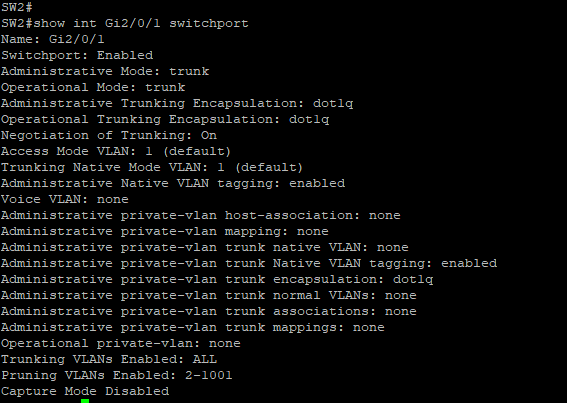 SW2#
SW2#show int Gi2/0/1 switchport
Name: Gi2/0/1
Switchport: Enabled
Administrative Mode: trunk
Operational Mode: trunk
Administrative Trunking Encapsulation: dot1q
Operational Trunking Encapsulation: dot1q
Negotiation of Trunking: On
Access Mode VLAN: 1 (default)
Trunking Native Mode VLAN: 1 (default)
Administrative Native VLAN tagging: enabled
Voice VLAN: none
Administrative private-vlan host-association: none
Administrative private-vlan mapping: none
Administrative private-vlan trunk native VLAN: none
Administrative private-vlan trunk Native VLAN tagging: enabled
Administrative private-vlan trunk encapsulation: dot1q
Administrative private-vlan trunk normal VLANs: none
Administrative private-vlan trunk associations: none
Administrative private-vlan trunk mappings: none
Operational private-vlan: none
Trunking VLANs Enabled: ALL
Pruning VLANs Enabled: 2-1001
Capture Mode Disabled